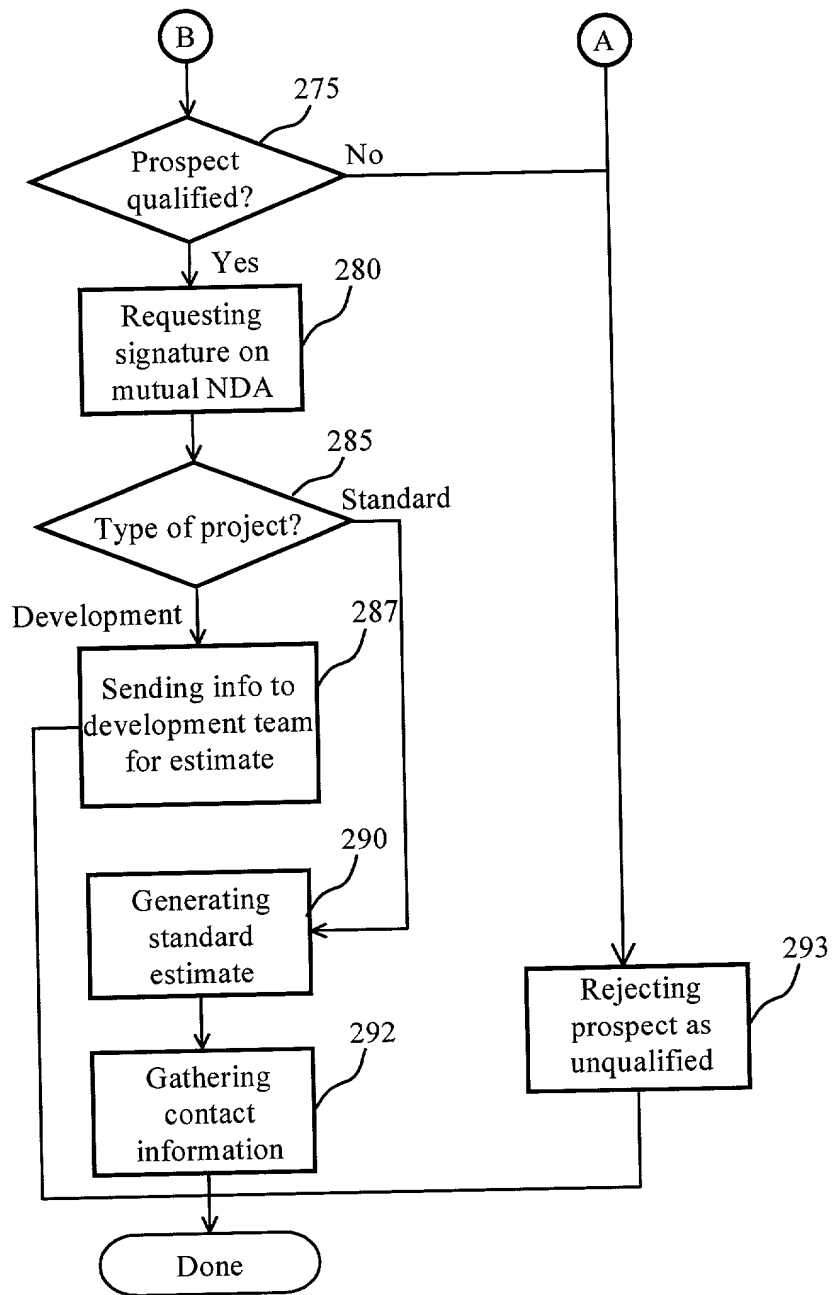 B
A
275
Prospect
qualified?
No
Yes
280
Requesting
signature on
mutual NDA
285
Standard
Type of project?
Development
287
Sending info to
development team
for estimate
290
Generating
standard
estimate
293
Rejecting
prospect as
unqualified
292
Gathering
contact
information
Done